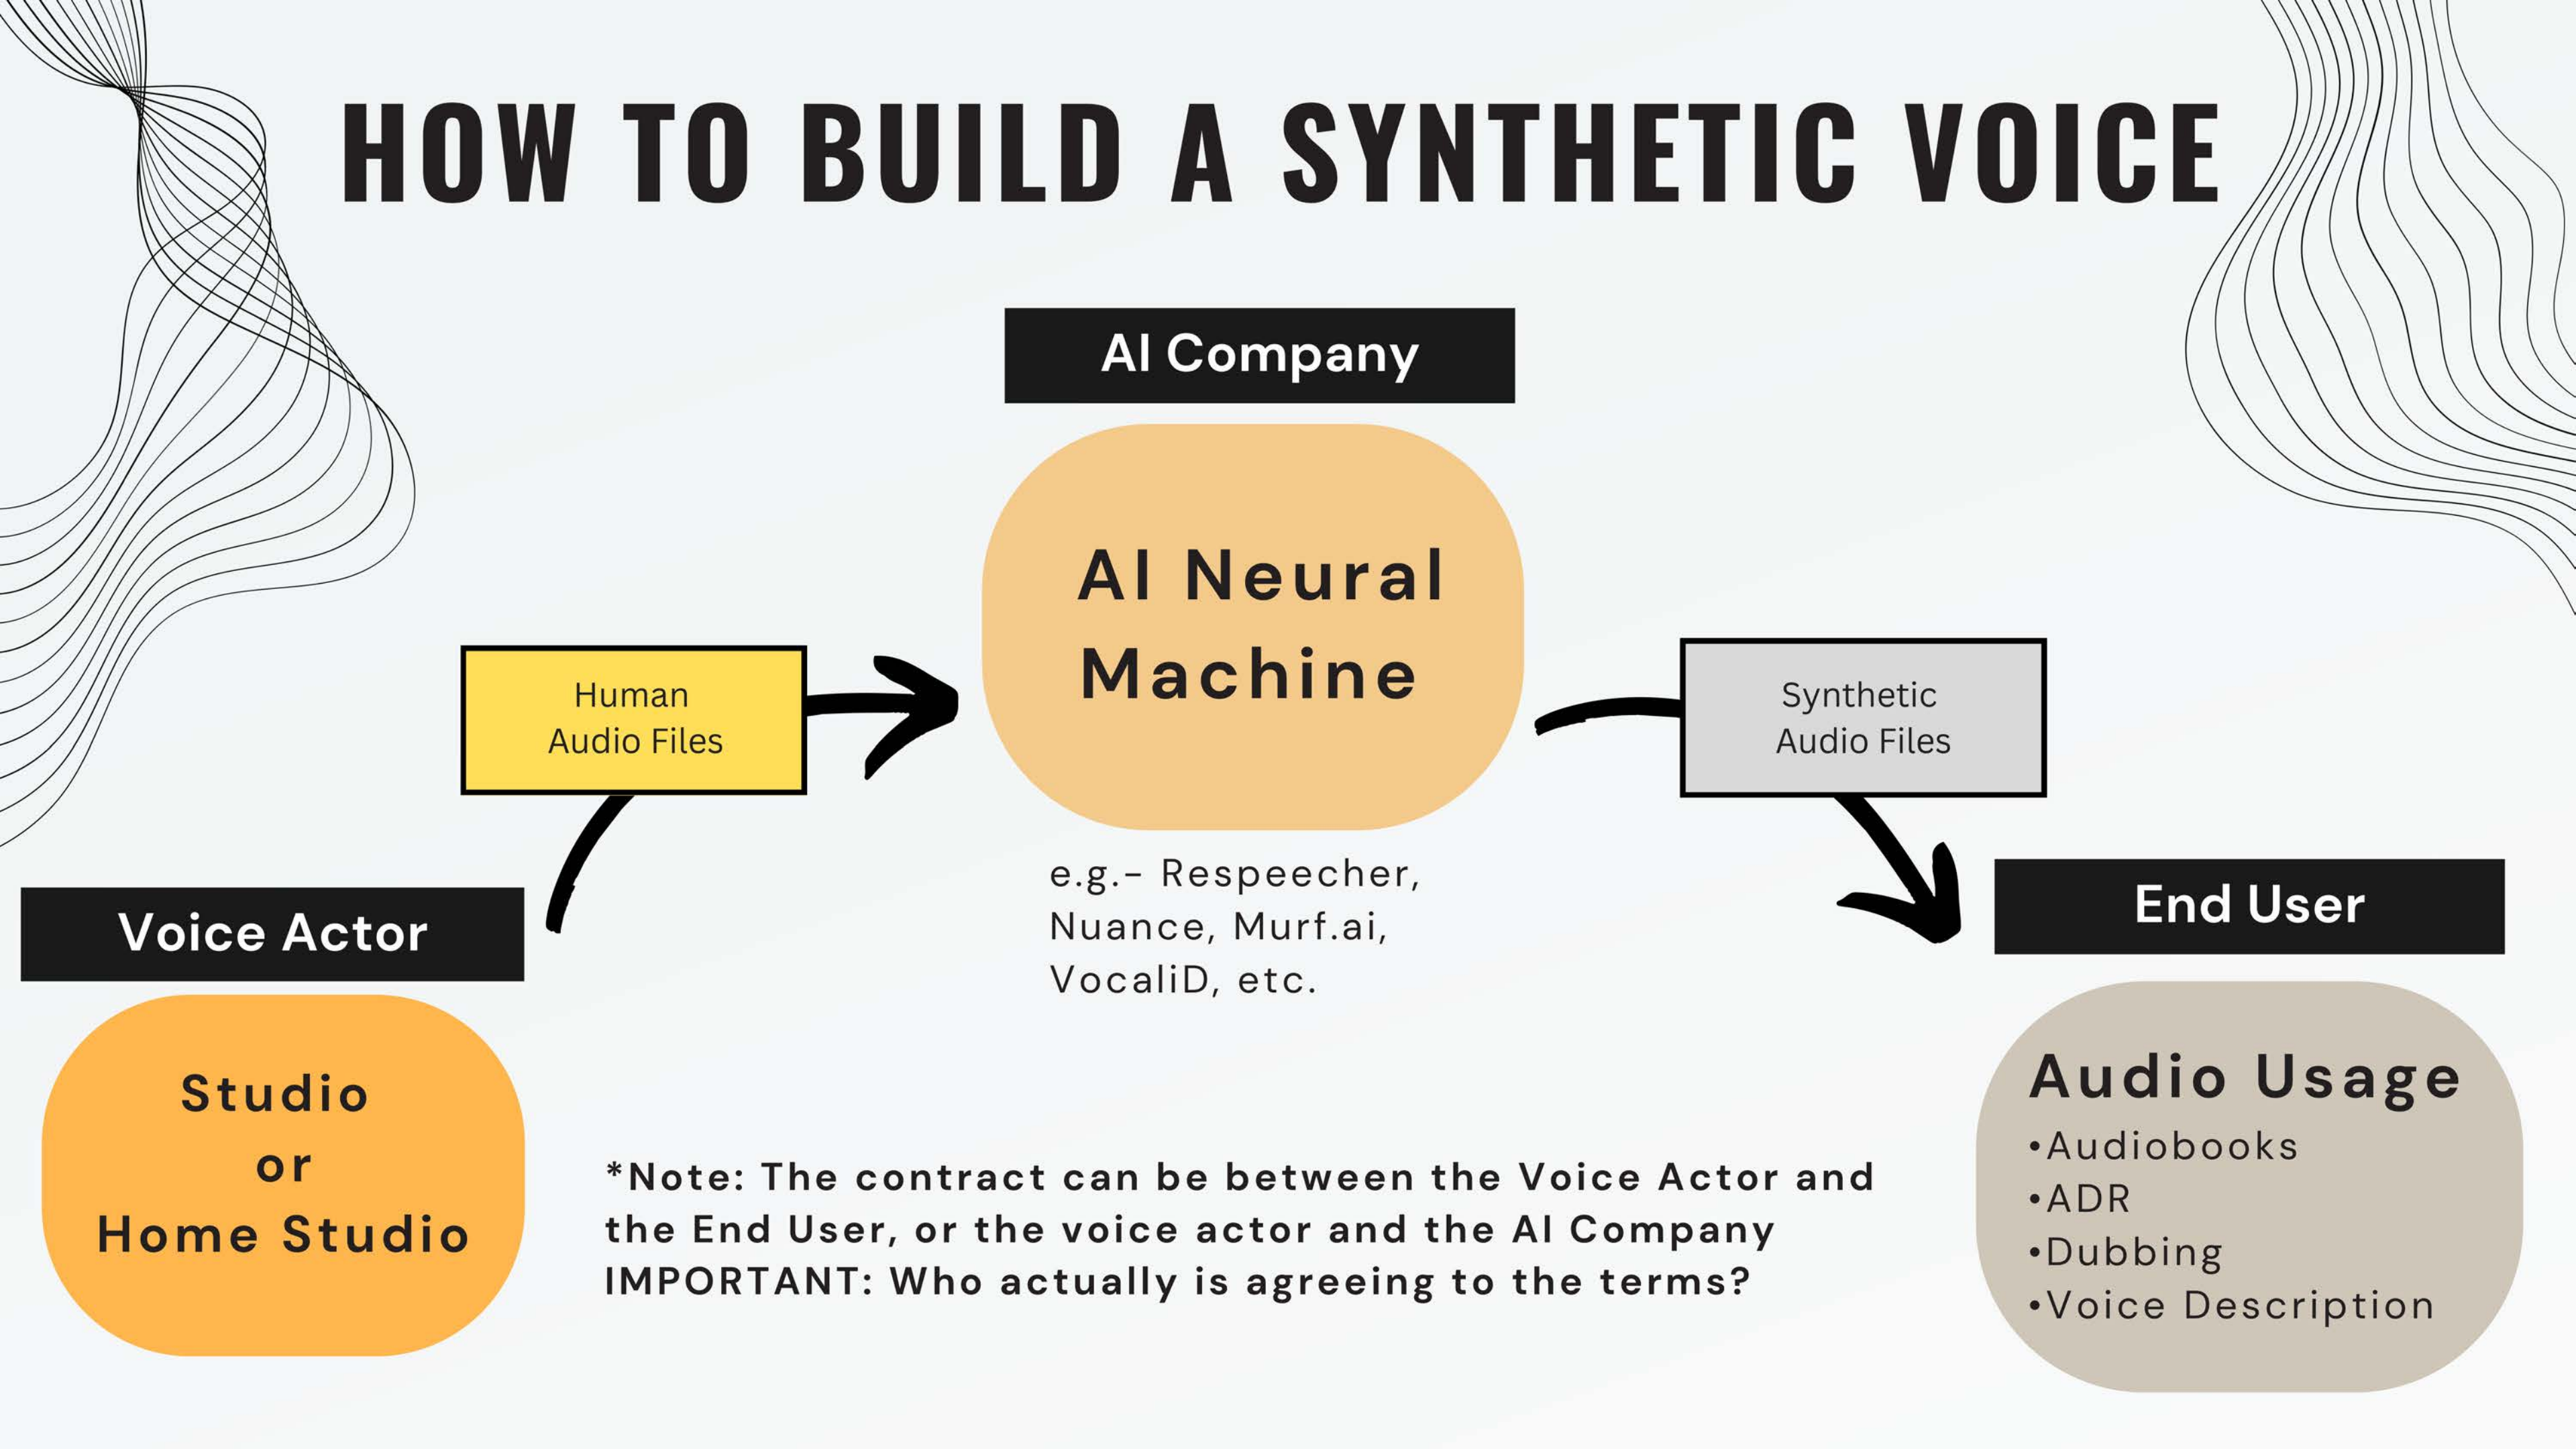 HOW TO BUILD A SYNTHETIC VOICE
AI Company
AI Neural
Machine
e.g.- Respeecher,
Nuance, Murf.ai,
VocaliD, etc.
Human
Audio Files
Synthetic
Audio Files
Voice Actor
Studio
or
Home Studio
End User
Audio Usage
•Audiobooks
•ADR
•Dubbing
•Voice Description
*Note: The contract can be between the Voice Actor and
the End User, or the voice actor and the AI Company
IMPORTANT: Who actually is agreeing to the terms?